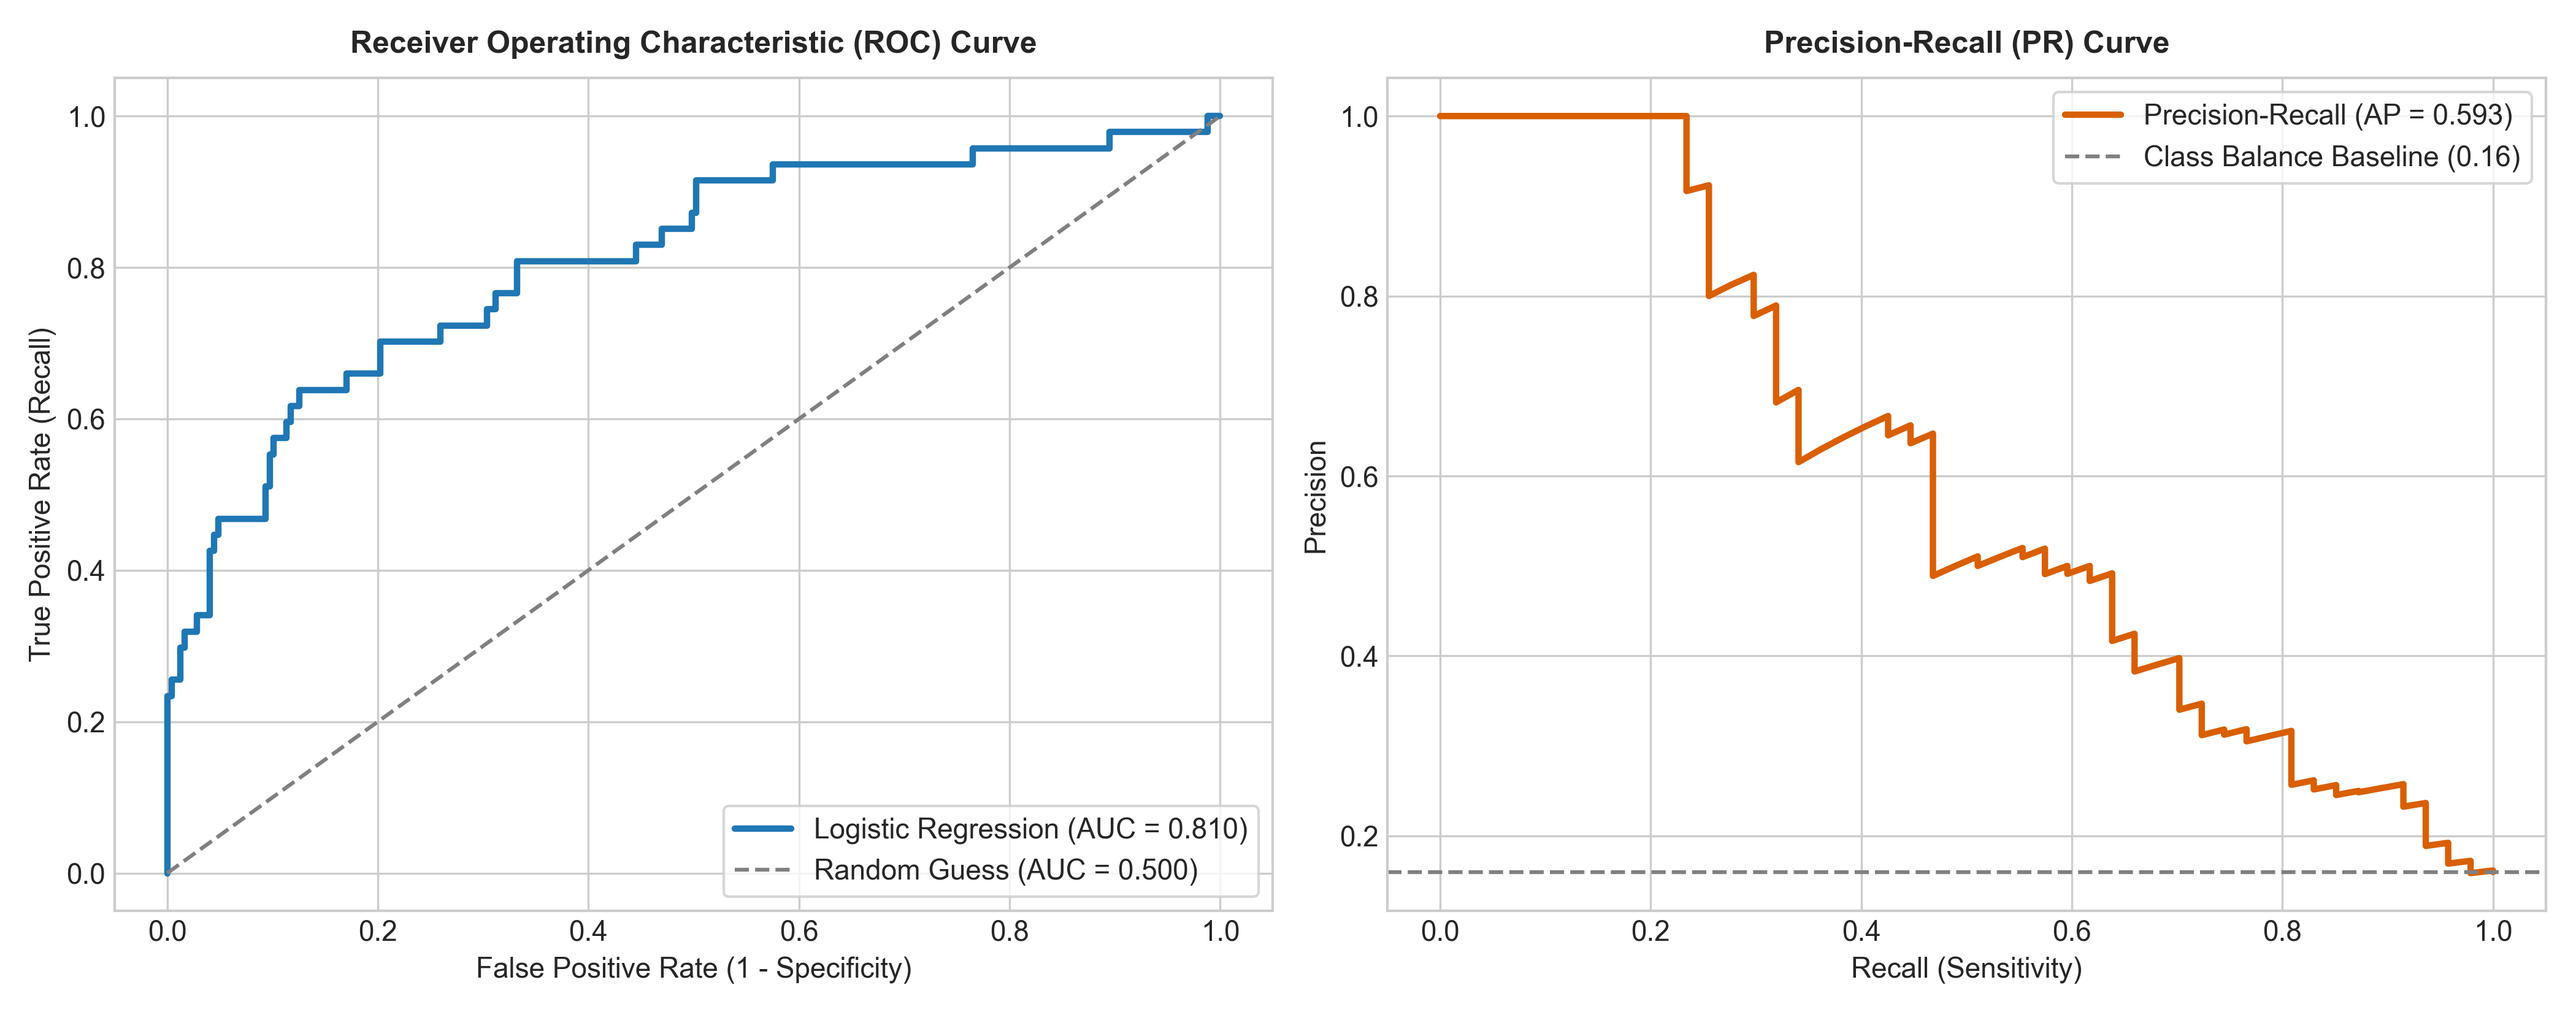 Receiver Operating Characteristic (ROC) Curve
True Positive Rate (Recall)
1.0
0.8
0.6
0.4
0.2
0.0
Logistic Regression (AUC = 0.810)
Random Guess (AUC = 0.500)
0.0 0.2 0.4 0.6 0.8 1.0
False Positive Rate (1 - Specificity)
Precision-Recall (PR) Curve
Precision
1.0
0.8
0.6
0.4
0.2
Precision-Recall (AP = 0.593)
Class Balance Baseline (0.16)
0.0 0.2 0.4 0.6 0.8 1.0
Recall (Sensitivity)